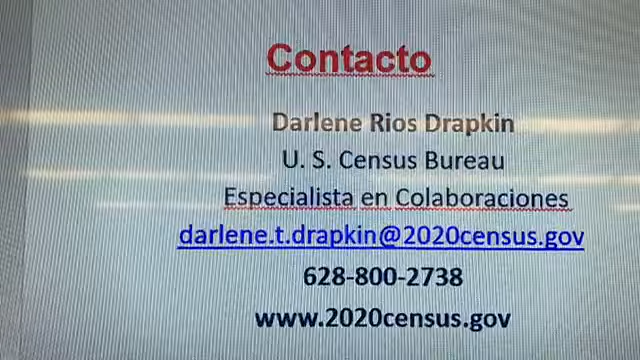 Contacto
Darlene Rios Drapkin
U. S. Census Bureau
Especialista en Colaboraciones
darlene.t.drapkin@2020census.gov
628-800-2738
www.2020census.gov